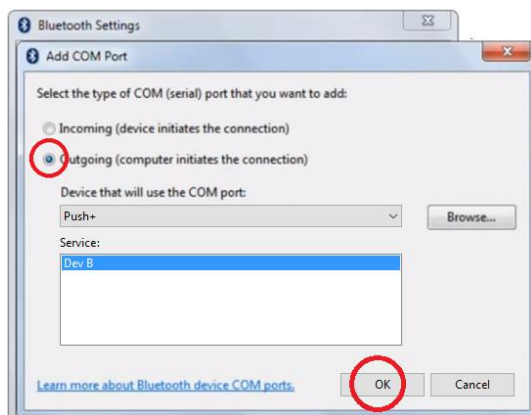 Bluetooth Settings
Add COM Port
Select the type of COM (serial) port that you want to add:
Incoming (device initiates the connection)
Outgoing (computer initiates the connection)
Device that will use the COM port:
Push+
Browse...
Service:
Dev B
Learn more about Bluetooth device COM ports.
OK
Cancel